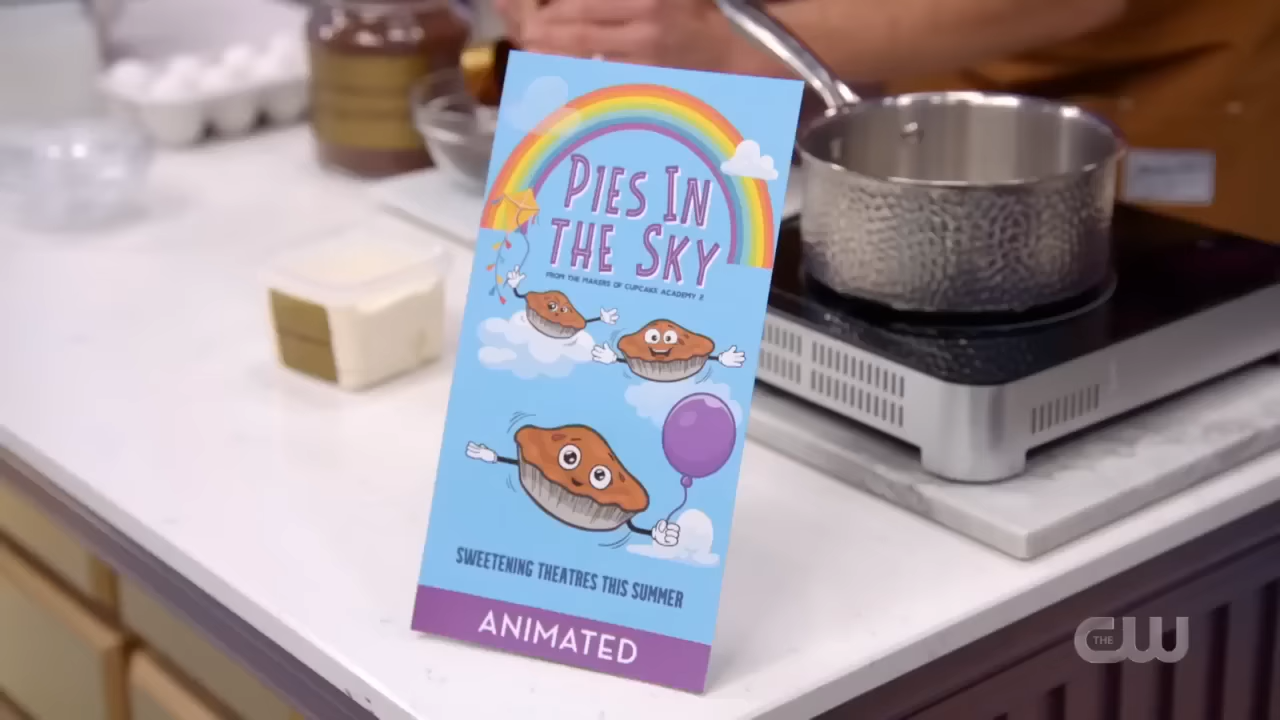 PIES IN
THE SKY
FROM THE MAKERS OF CUPCAKE ACADEMY 2
SWEETENING THEATRES THIS SUMMER
ANIMATED
THE CW